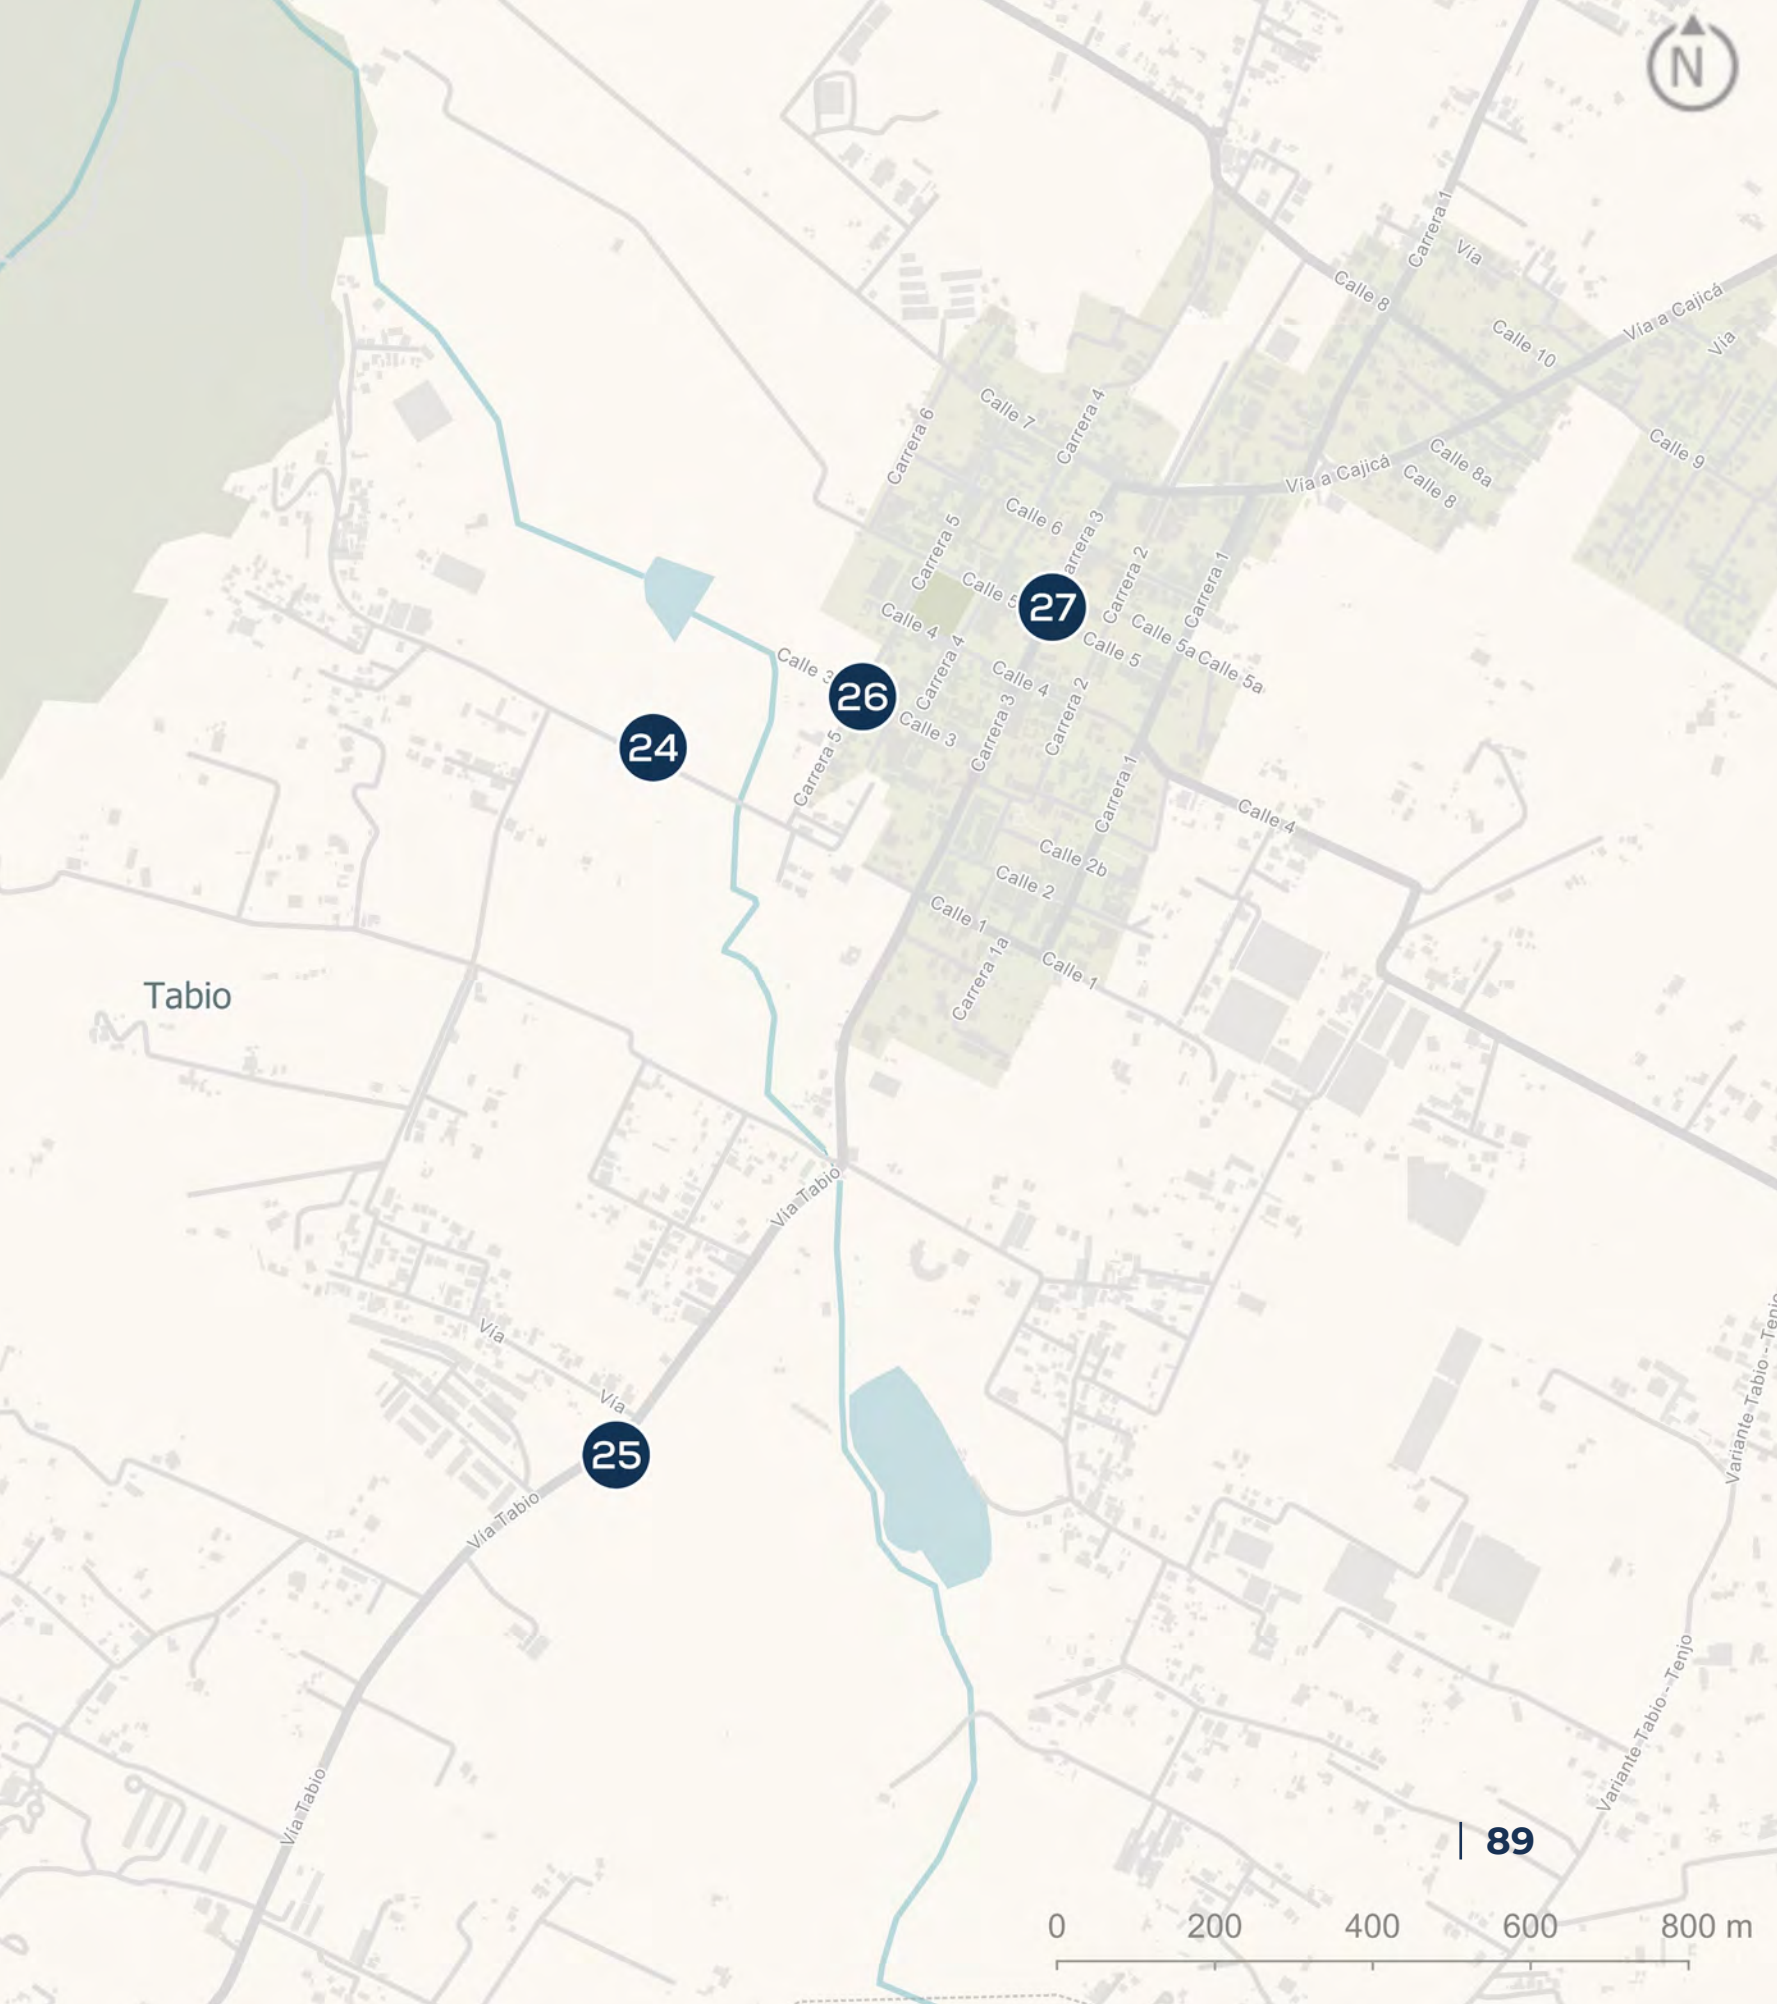 N
Carrera 1
Vía
Calle 8
Vía a Cajicá
Calle 10
Vía
Calle 7
Carrera 4
Carrera 6
Calle 9
Calle 8a
Vía a Cajicá
Calle 8
Calle 6
Carrera 5
arrera 3
Carrera 2
Carrera 1
Calle 5
27
Calle 4
Calle 5a
Calle 5
Calle 5a
Calle 3
Carrera 4
Calle 4
26
Carrera 2
24
Calle 3
Carrera 3
Carrera 5
Carrera 1
Calle 4
Calle 2b
Calle 2
Calle 1
Carrera 1a
Calle 1
Tabio
Vía Tabio
Vía
Vía
25
Vía Tabio
Variante Tabio - Tenjo
Variante Tabio - Tenjo
Vía Tabio
89
0 200 400 600 800 m